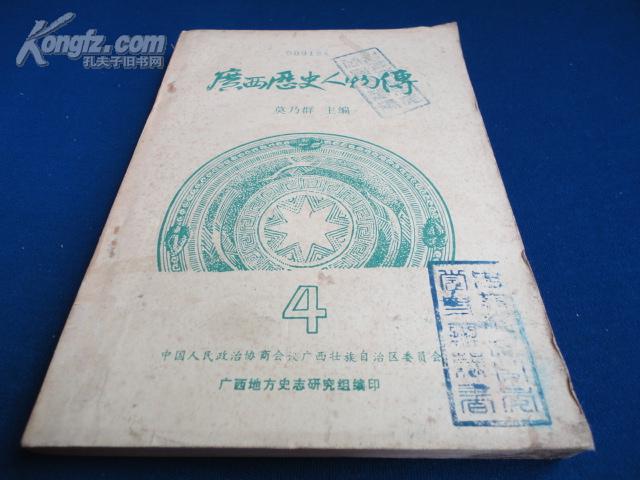 Kongfz.com
孔夫子旧书网
廣西歷史人物傳
莫乃群 主编
4
中国人民政治协商会议广西壮族自治区委员会
广西地方史志研究组编印